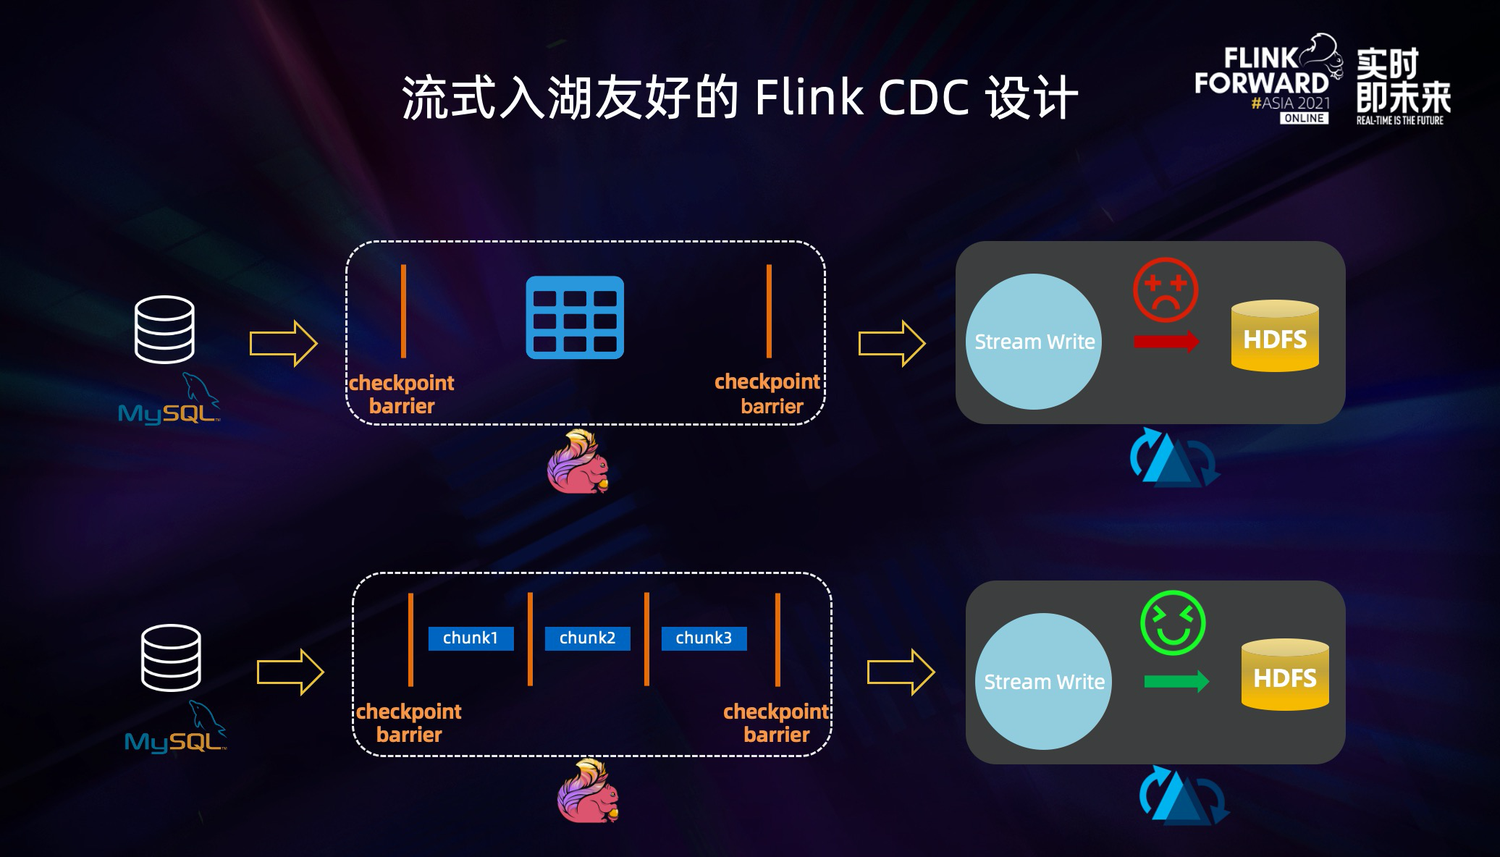 流式入湖友好的 Flink CDC 设计
FLINK
FORWARD
#ASIA 2021
ONLINE
实时
即未来
REAL-TIME IS THE FUTURE
checkpoint
barrier
checkpoint
barrier
MySQL™
Stream Write
HDFS
chunk1
chunk2
chunk3
checkpoint
barrier
checkpoint
barrier
MySQL™
Stream Write
HDFS